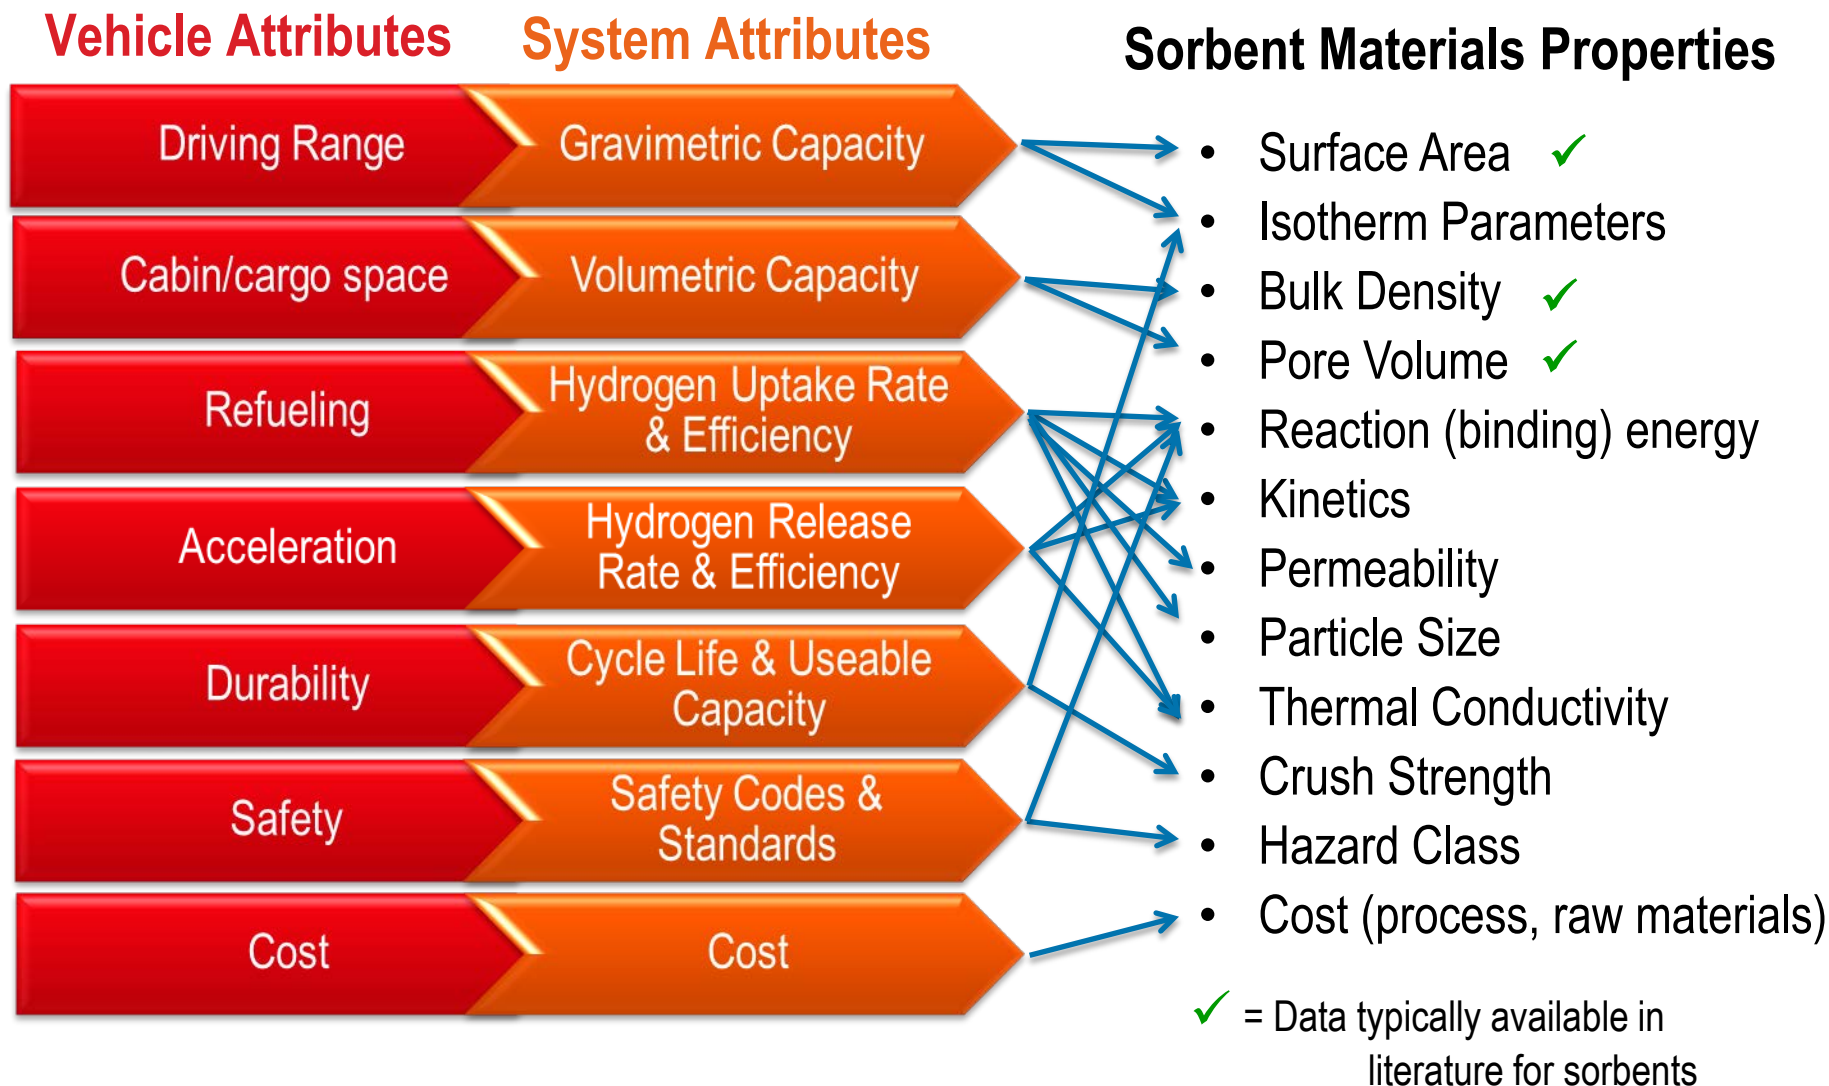 Vehicle Attributes
System Attributes
Sorbent Materials Properties
Driving Range
Gravimetric Capacity
Cabin/cargo space
Volumetric Capacity
Refueling
Hydrogen Uptake Rate
& Efficiency
Acceleration
Hydrogen Release
Rate & Efficiency
Durability
Cycle Life & Useable
Capacity
Safety
Safety Codes &
Standards
Cost
Cost
• Surface Area ✓
• Isotherm Parameters
• Bulk Density ✓
• Pore Volume ✓
• Reaction (binding) energy
• Kinetics
• Permeability
• Particle Size
• Thermal Conductivity
• Crush Strength
• Hazard Class
• Cost (process, raw materials)
✓ = Data typically available in
literature for sorbents